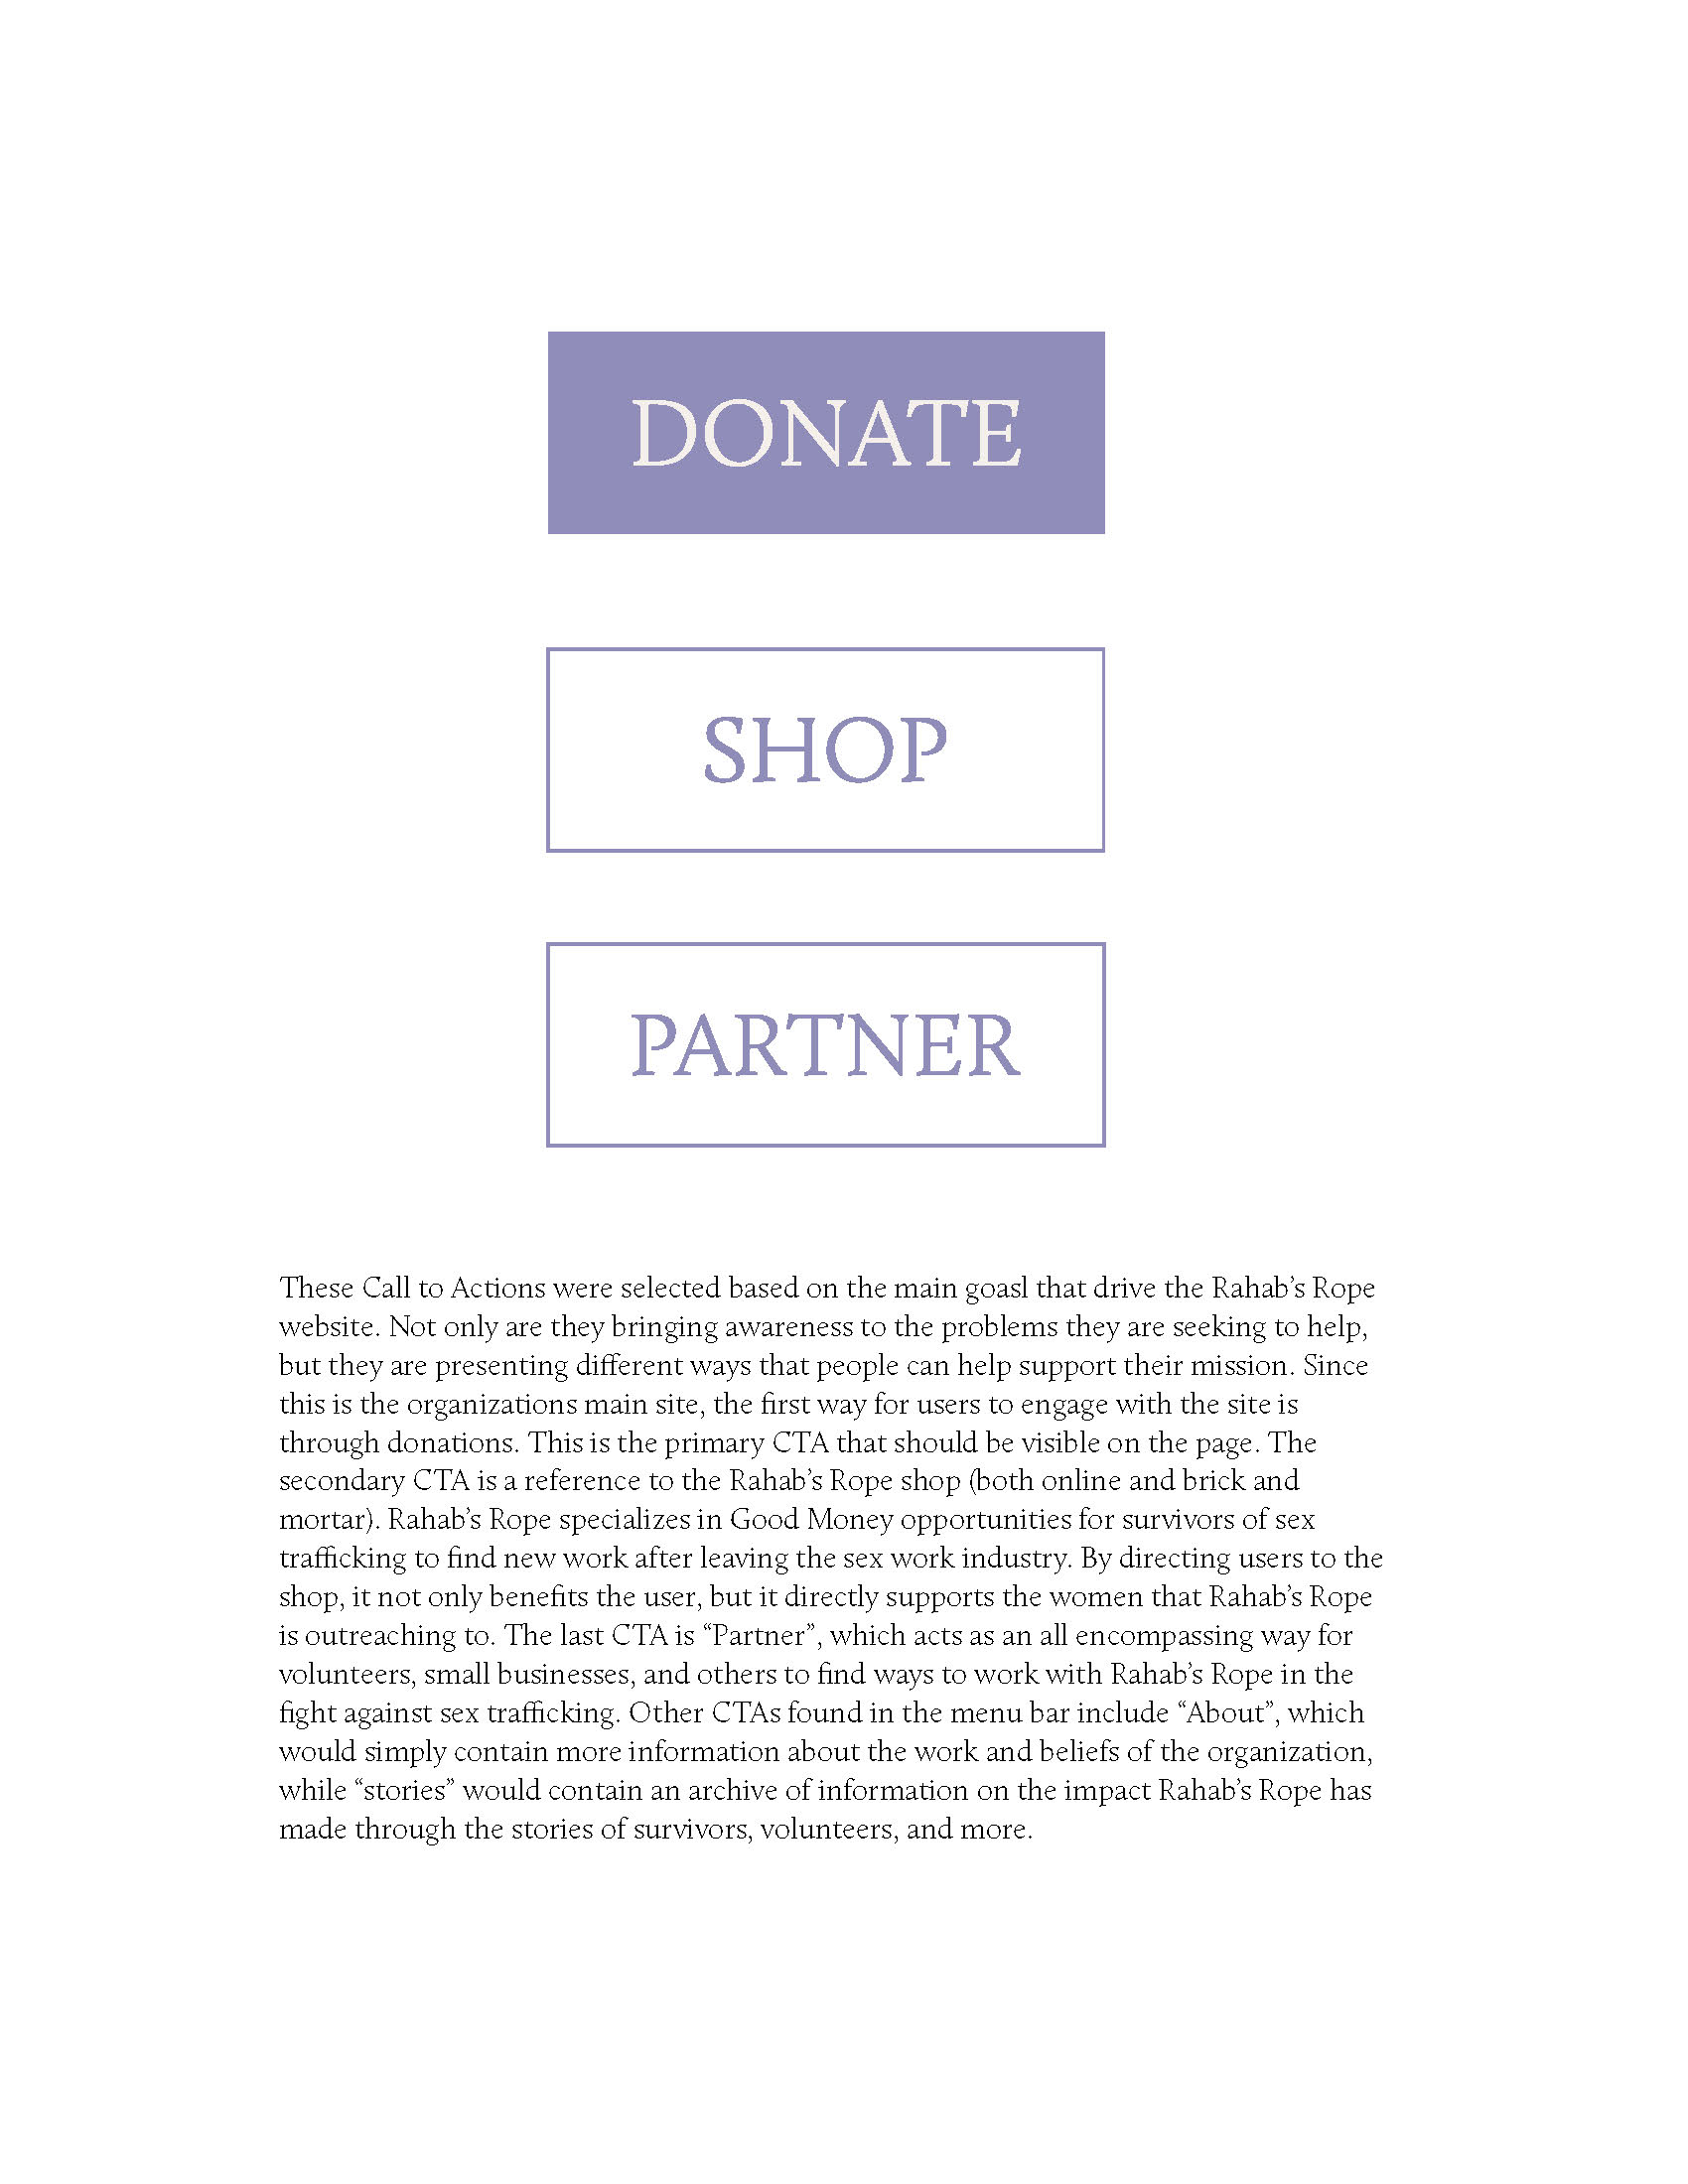 DONATE
SHOP
PARTNER
These Call to Actions were selected based on the main goasl that drive the Rahab’s Rope
website. Not only are they bringing awareness to the problems they are seeking to help,
but they are presenting different ways that people can help support their mission. Since
this is the organizations main site, the first way for users to engage with the site is
through donations. This is the primary CTA that should be visible on the page. The
secondary CTA is a reference to the Rahab’s Rope shop (both online and brick and
mortar). Rahab’s Rope specializes in Good Money opportunities for survivors of sex
trafficking to find new work after leaving the sex work industry. By directing users to the
shop, it not only benefits the user, but it directly supports the women that Rahab’s Rope
is outreaching to. The last CTA is “Partner”, which acts as an all encompassing way for
volunteers, small businesses, and others to find ways to work with Rahab’s Rope in the
fight against sex trafficking. Other CTAs found in the menu bar include “About”, which
would simply contain more information about the work and beliefs of the organization,
while “stories” would contain an archive of information on the impact Rahab’s Rope has
made through the stories of survivors, volunteers, and more.